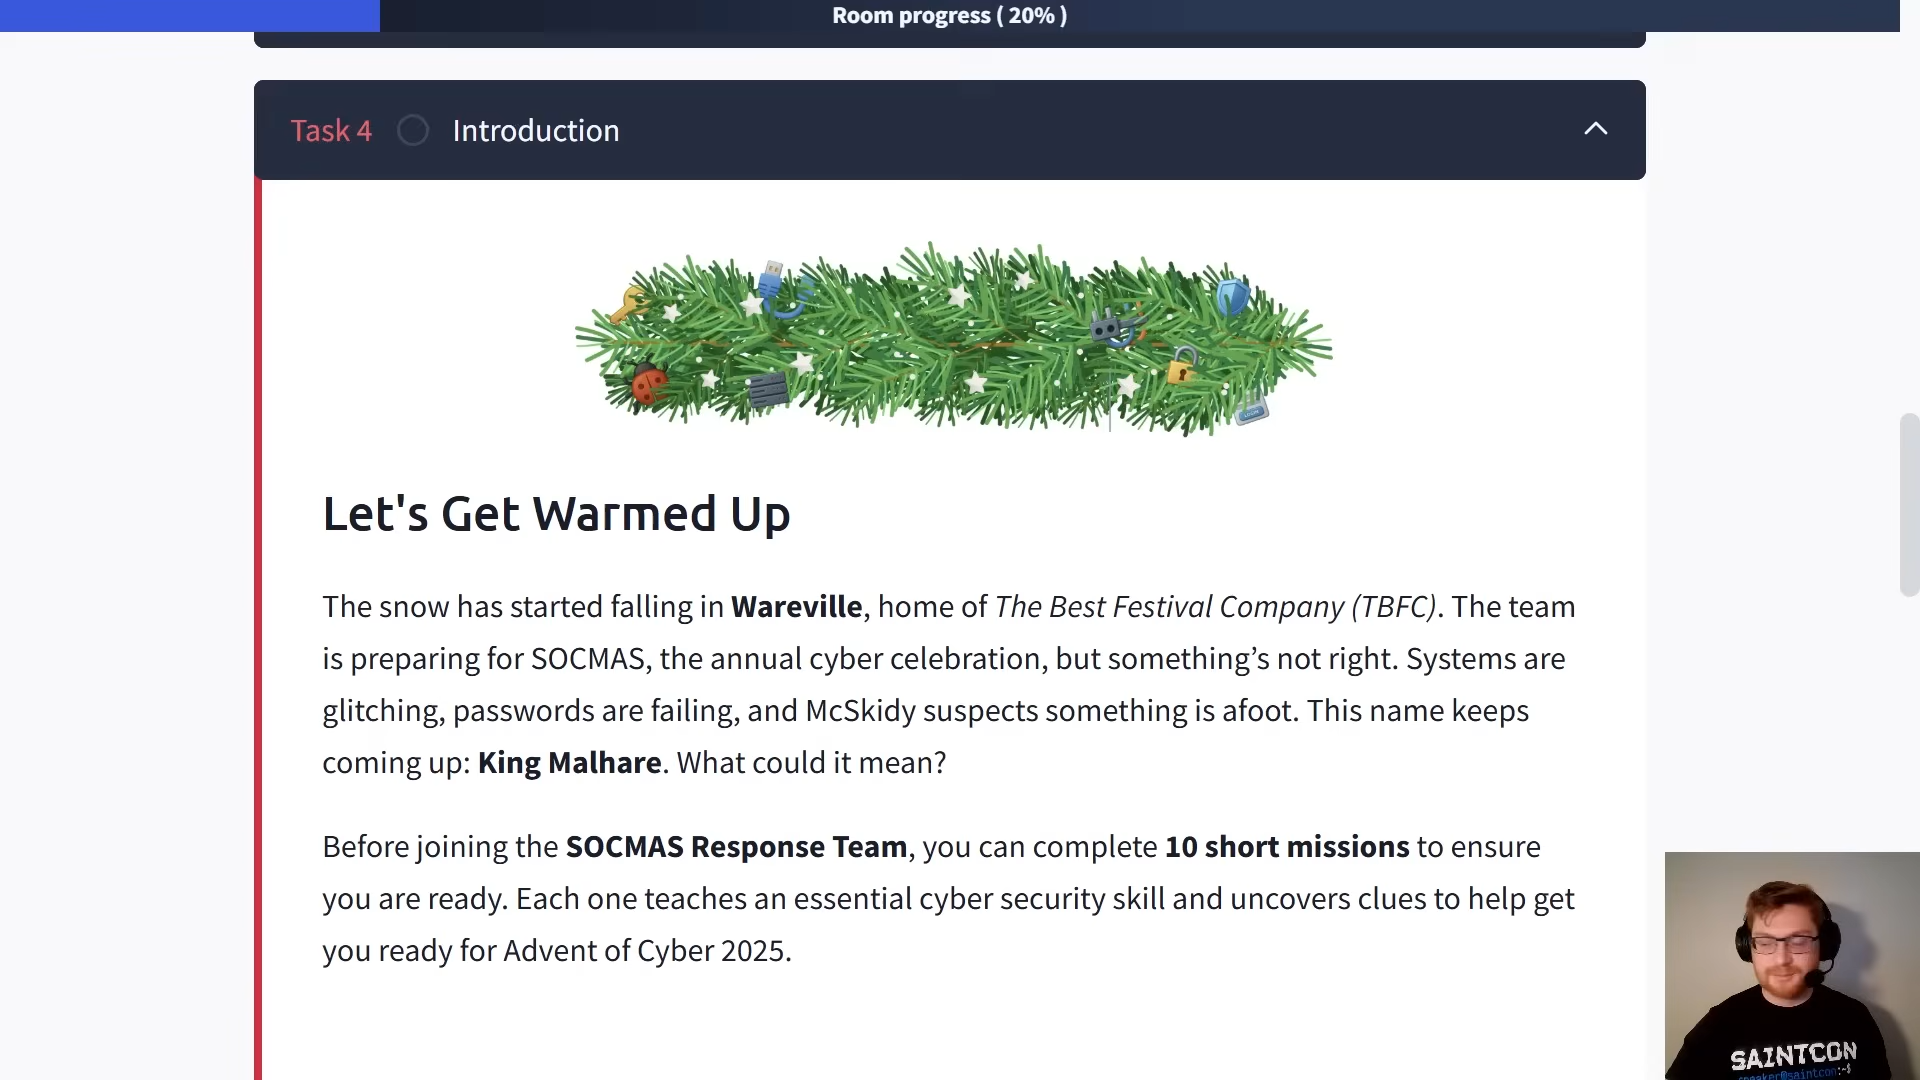 Room progress ( 20% )
Task 4 Introduction
Let's Get Warmed Up
The snow has started falling in Wareville, home of The Best Festival Company (TBFC). The team
is preparing for SOCMAS, the annual cyber celebration, but something’s not right. Systems are
glitching, passwords are failing, and McSkidy suspects something is afoot. This name keeps
coming up: King Malhare. What could it mean?
Before joining the SOCMAS Response Team, you can complete 10 short missions to ensure
you are ready. Each one teaches an essential cyber security skill and uncovers clues to help get
you ready for Advent of Cyber 2025.
SAINTCON
speaker@saintcon:~$